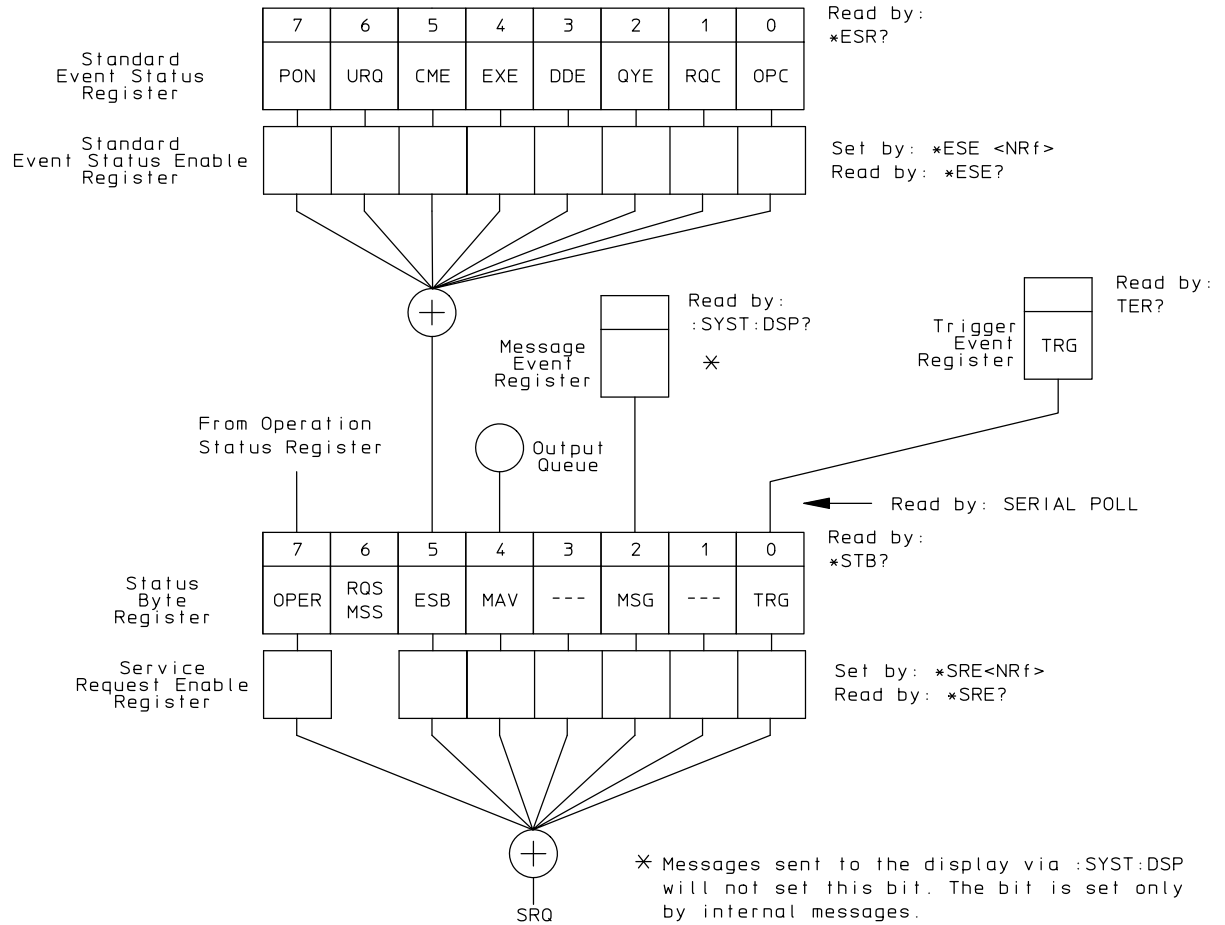 7 6 5 4 3 2 1 0
Read by:
*ESR?
Standard
Event Status
Register
PON URQ CME EXE DDE QYE RQC OPC
Standard
Event Status Enable
Register
Set by: *ESE <NRf>
Read by: *ESE?
Read by:
:SYST:DSP?
Message
Event
Register
*
Read by:
TER?
Trigger
Event
Register
TRG
From Operation
Status Register
Output
Queue
Read by: SERIAL POLL
7 6 5 4 3 2 1 0
Read by:
*STB?
Status
Byte
Register
OPER RQS MSS ESB MAV --- MSG --- TRG
Service
Request Enable
Register
Set by: *SRE<NRf>
Read by: *SRE?
SRQ
* Messages sent to the display via :SYST:DSP
will not set this bit. The bit is set only
by internal messages.